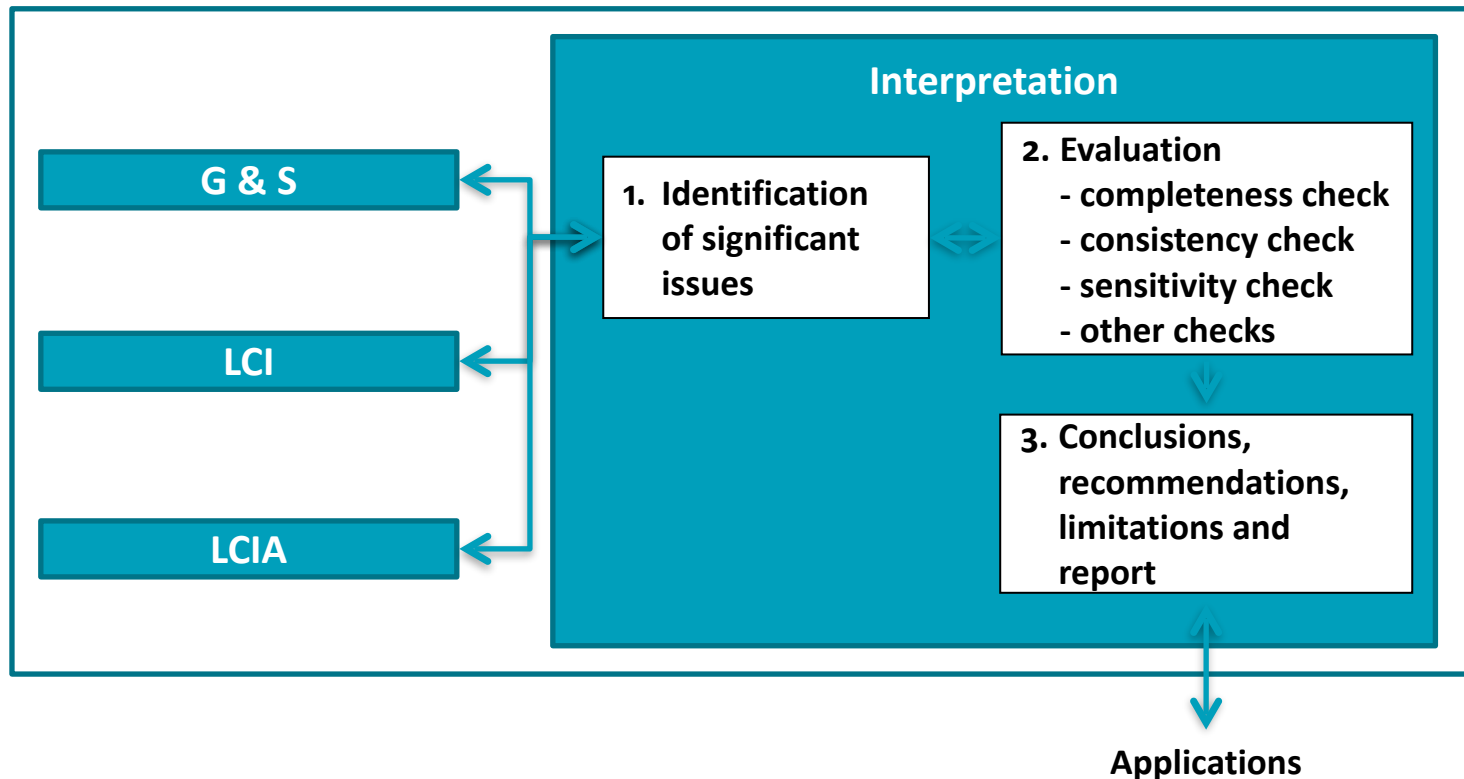 Interpretation
G & S
LCI
LCIA
1. Identification
of significant
issues
2. Evaluation
- completeness check
- consistency check
- sensitivity check
- other checks
3. Conclusions,
recommendations,
limitations and
report
Applications